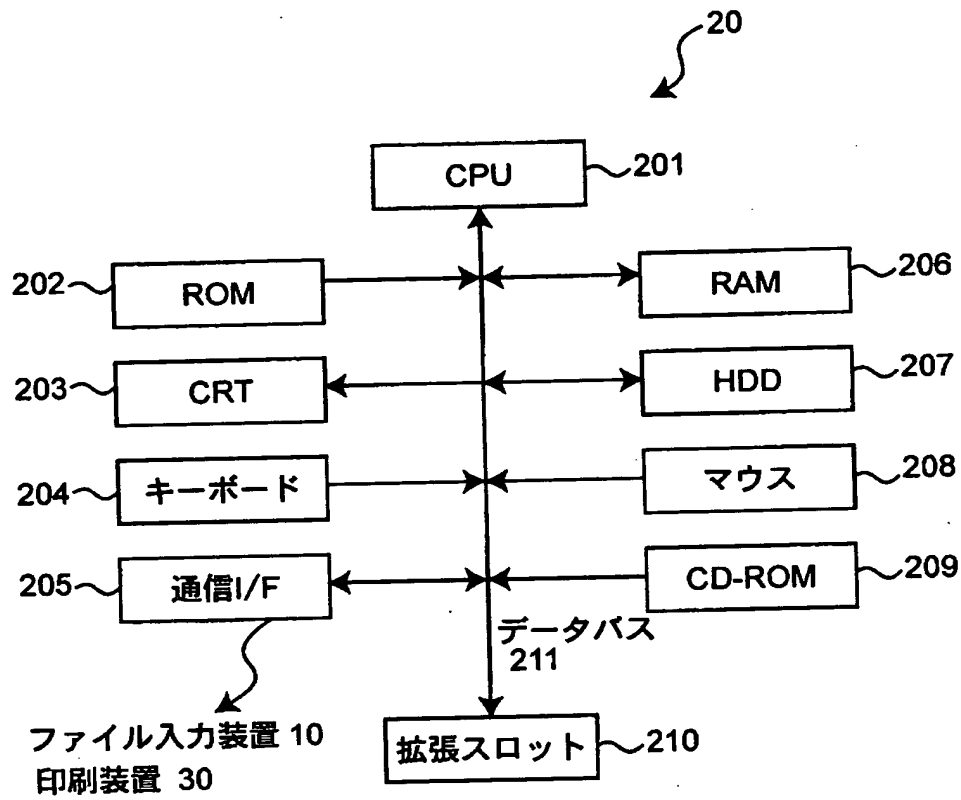 20
CPU
201
202
ROM
RAM
206
203
CRT
HDD
207
204
キーボード
マウス
208
205
通信I/F
CD-ROM
209
データバス
211
ファイル入力装置 10
印刷装置 30
拡張スロット
210